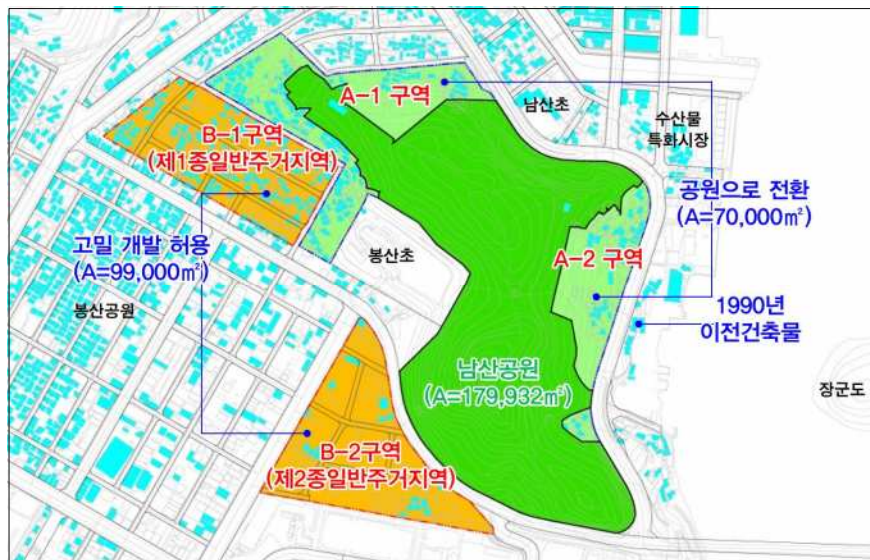 A-1 구역
남산초
수산물
특화시장
B-1구역
(제1종일반주거지역)
공원으로 전환
(A=70,000㎡)
고밀 개발 허용
(A=99,000㎡)
봉산초
A-2 구역
봉산공원
1990년
이전건축물
남산공원
(A=179,932㎡)
장군도
B-2구역
(제2종일반주거지역)